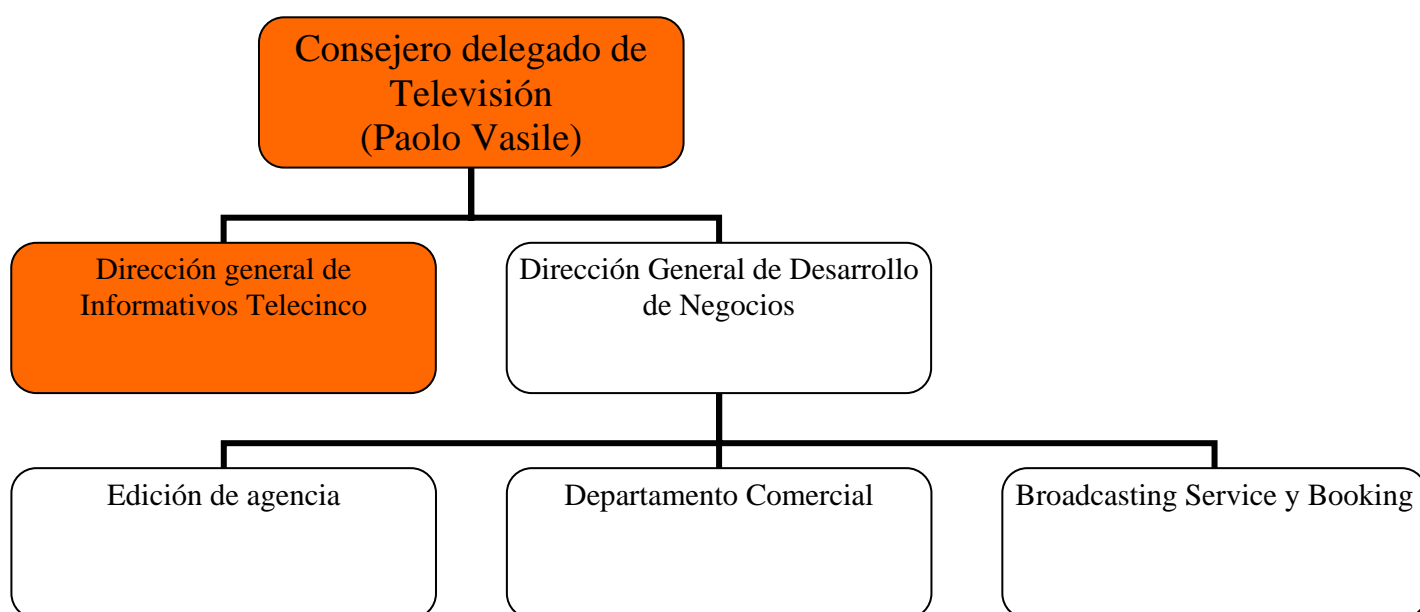 Consejero delegado de
Televisión
(Paolo Vasile)
Dirección general de
Informativos Telecinco
Dirección General de Desarrollo
de Negocios
Edición de agencia
Departamento Comercial
Broadcasting Service y Booking